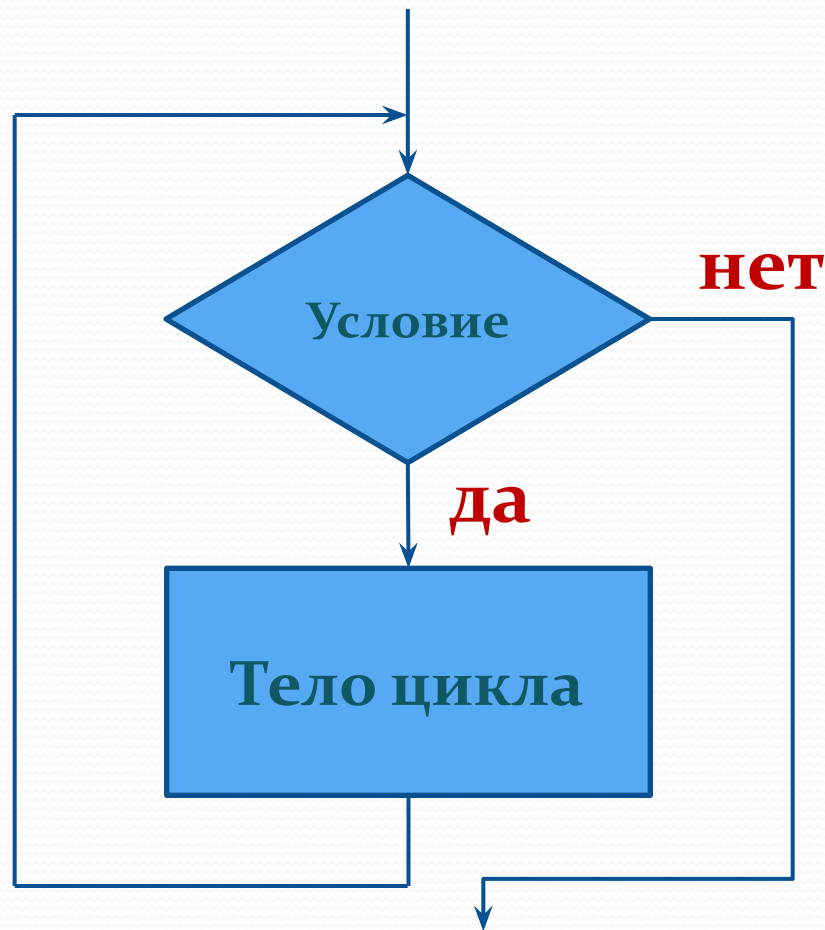 нет
Условие
да
Тело цикла